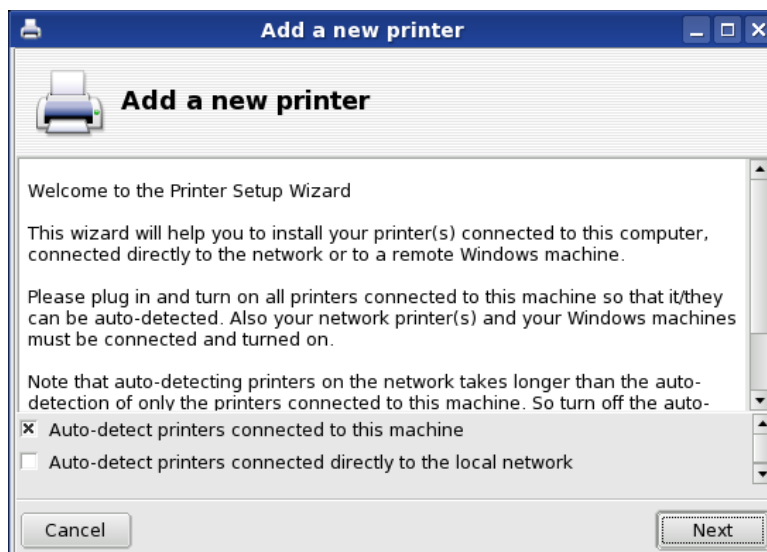 Add a new printer
Add a new printer
Welcome to the Printer Setup Wizard
This wizard will help you to install your printer(s) connected to this computer,
connected directly to the network or to a remote Windows machine.
Please plug in and turn on all printers connected to this machine so that it/they
can be auto-detected. Also your network printer(s) and your Windows machines
must be connected and turned on.
Note that auto-detecting printers on the network takes longer than the auto-
detection of only the printers connected to this machine. So turn off the auto-
Auto-detect printers connected to this machine
Auto-detect printers connected directly to the local network
Cancel
Next